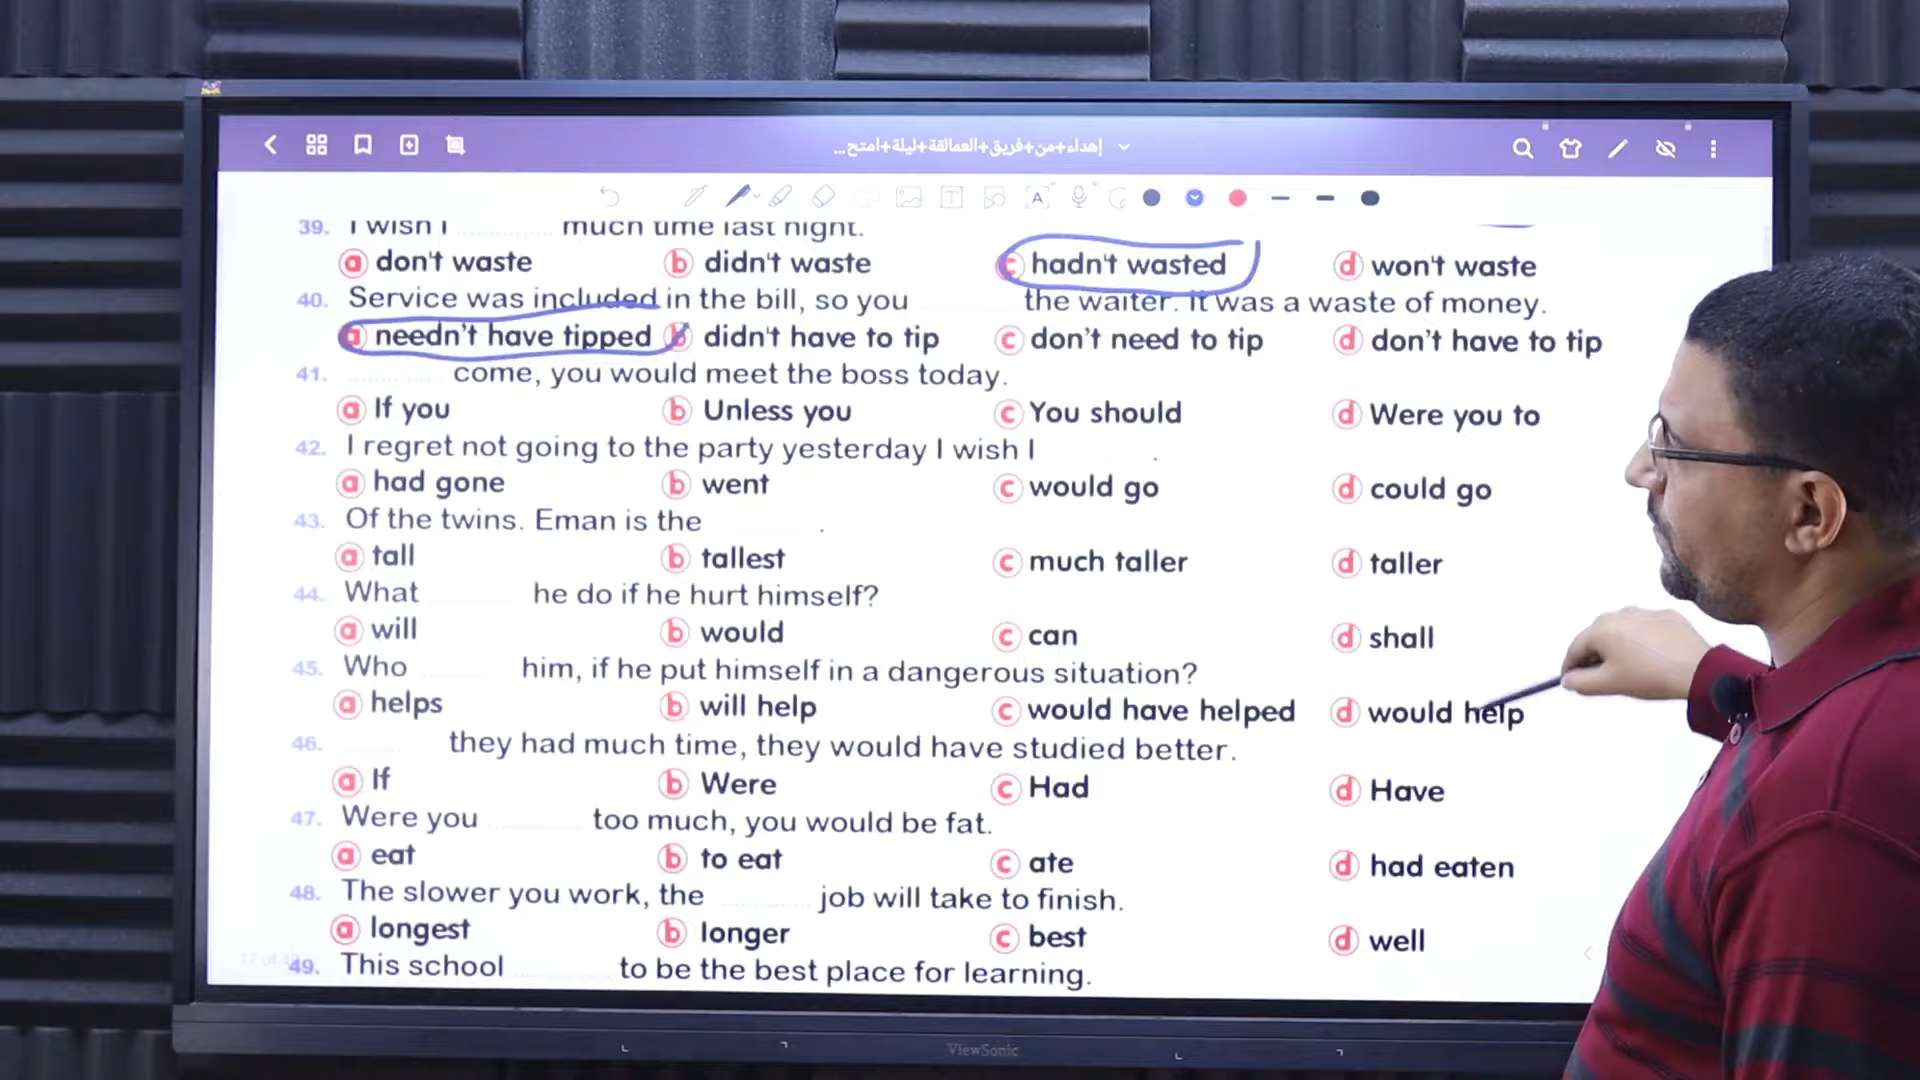 إهداء+من+فريق+العمالقة+ليلة+امتح...
39. I wish I .......... much time last night.
a don't waste b didn't waste c hadn't wasted d won't waste
40. Service was included in the bill, so you the waiter. It was a waste of money.
a needn't have tipped b didn't have to tip c don't need to tip d don't have to tip
41. .......... come, you would meet the boss today.
a If you b Unless you c You should d Were you to
42. I regret not going to the party yesterday I wish I .
a had gone b went c would go d could go
43. Of the twins. Eman is the .
a tall b tallest c much taller d taller
44. What .......... he do if he hurt himself?
a will b would c can d shall
45. Who .......... him, if he put himself in a dangerous situation?
a helps b will help c would have helped d would help
46. .......... they had much time, they would have studied better.
a If b Were c Had d Have
47. Were you .......... too much, you would be fat.
a eat b to eat c ate d had eaten
48. The slower you work, the .......... job will take to finish.
a longest b longer c best d well
49. This school .......... to be the best place for learning.
ViewSonic